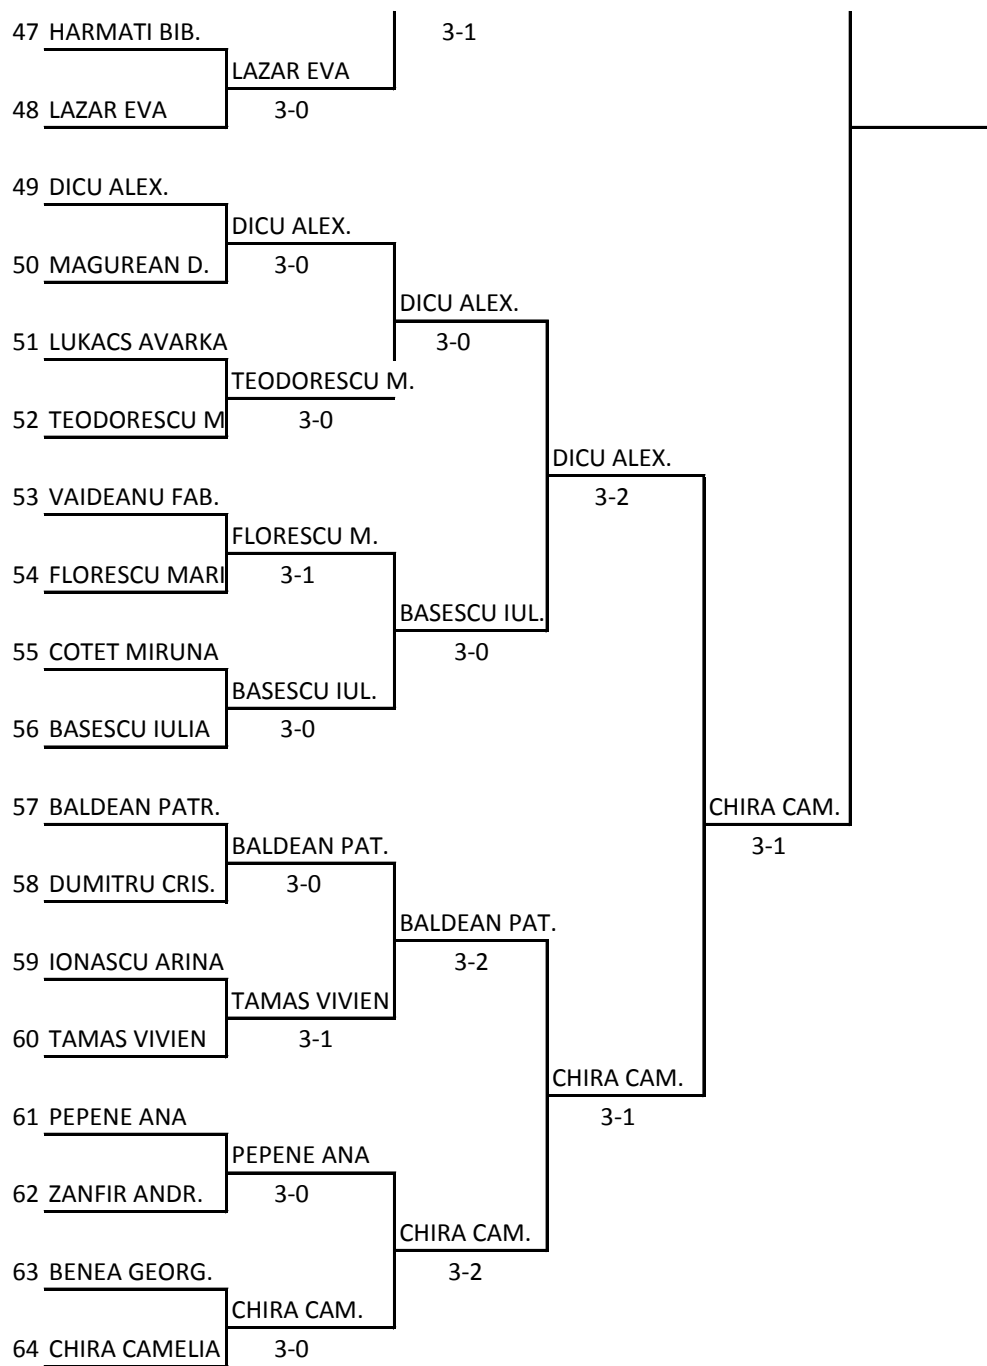 47 HARMATI BIB.
3-1
LAZAR EVA
48 LAZAR EVA
3-0
49 DICU ALEX.
DICU ALEX.
50 MAGUREAN D.
3-0
DICU ALEX.
51 LUKACS AVARKA
3-0
TEODORESCU M.
52 TEODORESCU M
3-0
DICU ALEX.
53 VAIDEANU FAB.
3-2
FLORESCU M.
54 FLORESCU MARI
3-1
BASESCU IUL.
55 COTET MIRUNA
3-0
BASESCU IUL.
56 BASESCU IULIA
3-0
57 BALDEAN PATR.
CHIRA CAM.
BALDEAN PAT.
3-1
58 DUMITRU CRIS.
3-0
BALDEAN PAT.
59 IONASCU ARINA
3-2
TAMAS VIVIEN
60 TAMAS VIVIEN
3-1
CHIRA CAM.
61 PEPENE ANA
3-1
PEPENE ANA
62 ZANFIR ANDR.
3-0
CHIRA CAM.
63 BENEA GEORG.
3-2
CHIRA CAM.
64 CHIRA CAMELIA
3-0